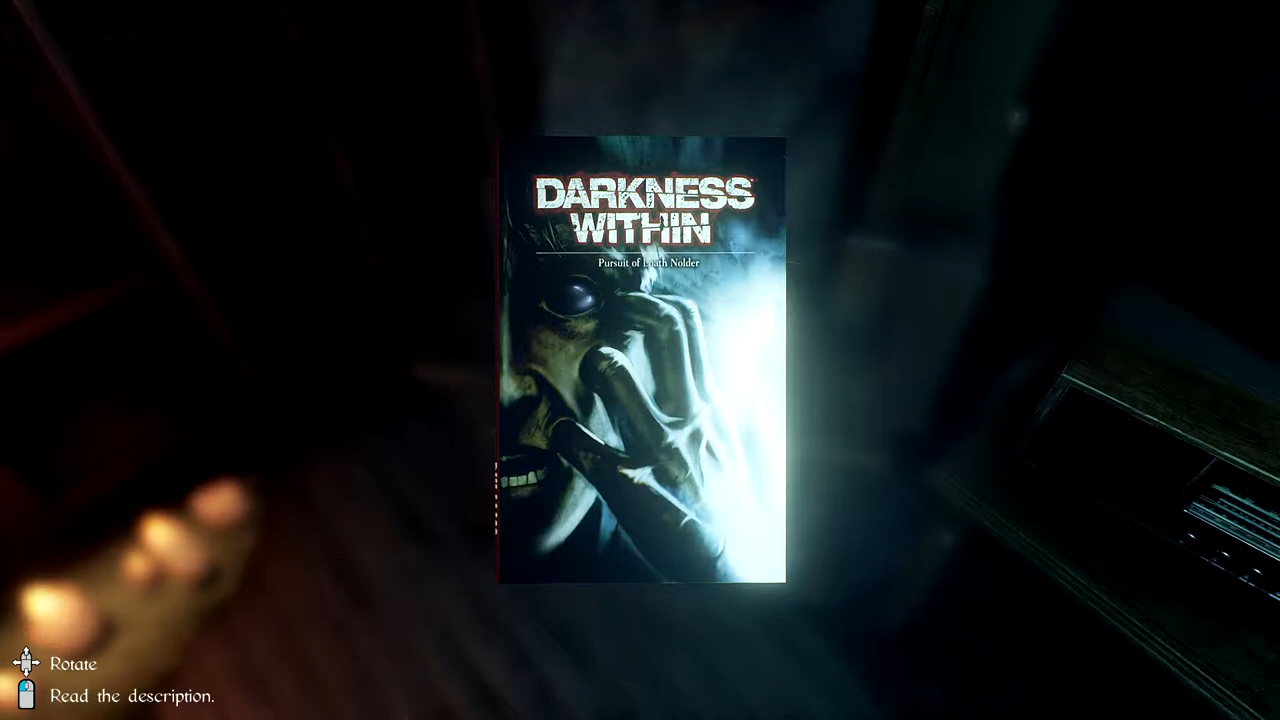 DARKNESS
WITHIN
Pursuit of Loath Nolder
Rotate
Read the description.